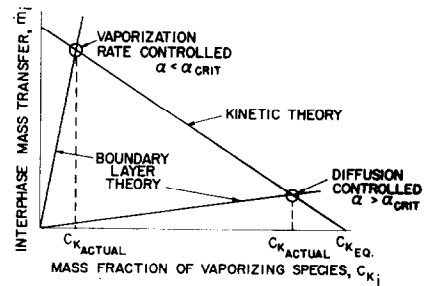 INTERPHASE MASS TRANSFER, ṁi
VAPORIZATION
RATE CONTROLLED
α < αCRIT
KINETIC THEORY
BOUNDARY
LAYER
THEORY
DIFFUSION
CONTROLLED
α > αCRIT
CKACTUAL
CKACTUAL
CKEQ.
MASS FRACTION OF VAPORIZING SPECIES, CKi